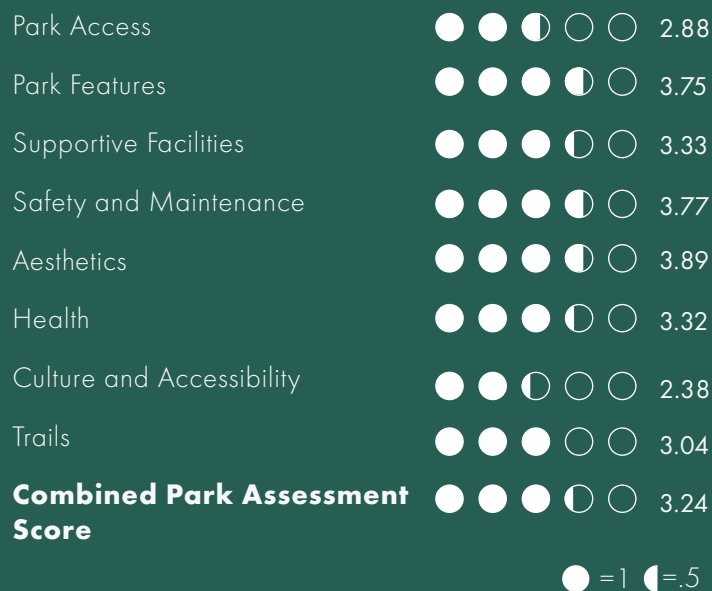 Park Access 2.88
Park Features 3.75
Supportive Facilities 3.33
Safety and Maintenance 3.77
Aesthetics 3.89
Health 3.32
Culture and Accessibility 2.38
Trails 3.04
Combined Park Assessment 3.24
Score
=1 =.5